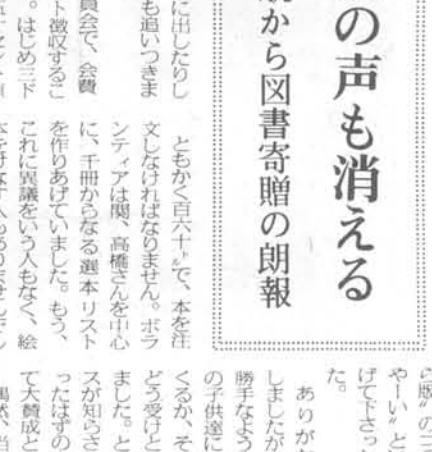 の声も消える
から図書寄贈の朗報
に出したりし
も追いつきま
員会で、会費
ト徴収するこ
。はじめ三ド
ともかく百六十㌦で、本を注
文しなければなりません。ボラ
ンティアは関、高橋さんを中心
に、千冊からなる選本リスト
を作りあげていました。もう、
これに異議をいう人もなく、絵
版〟の三
や―い〟と
げて下さっ
た。
ありが
しましたが
勝手なよう
の子供達に
くるか、そ
どう受けと
ました。と
スが知らさ
ったはずの
て大賛成と